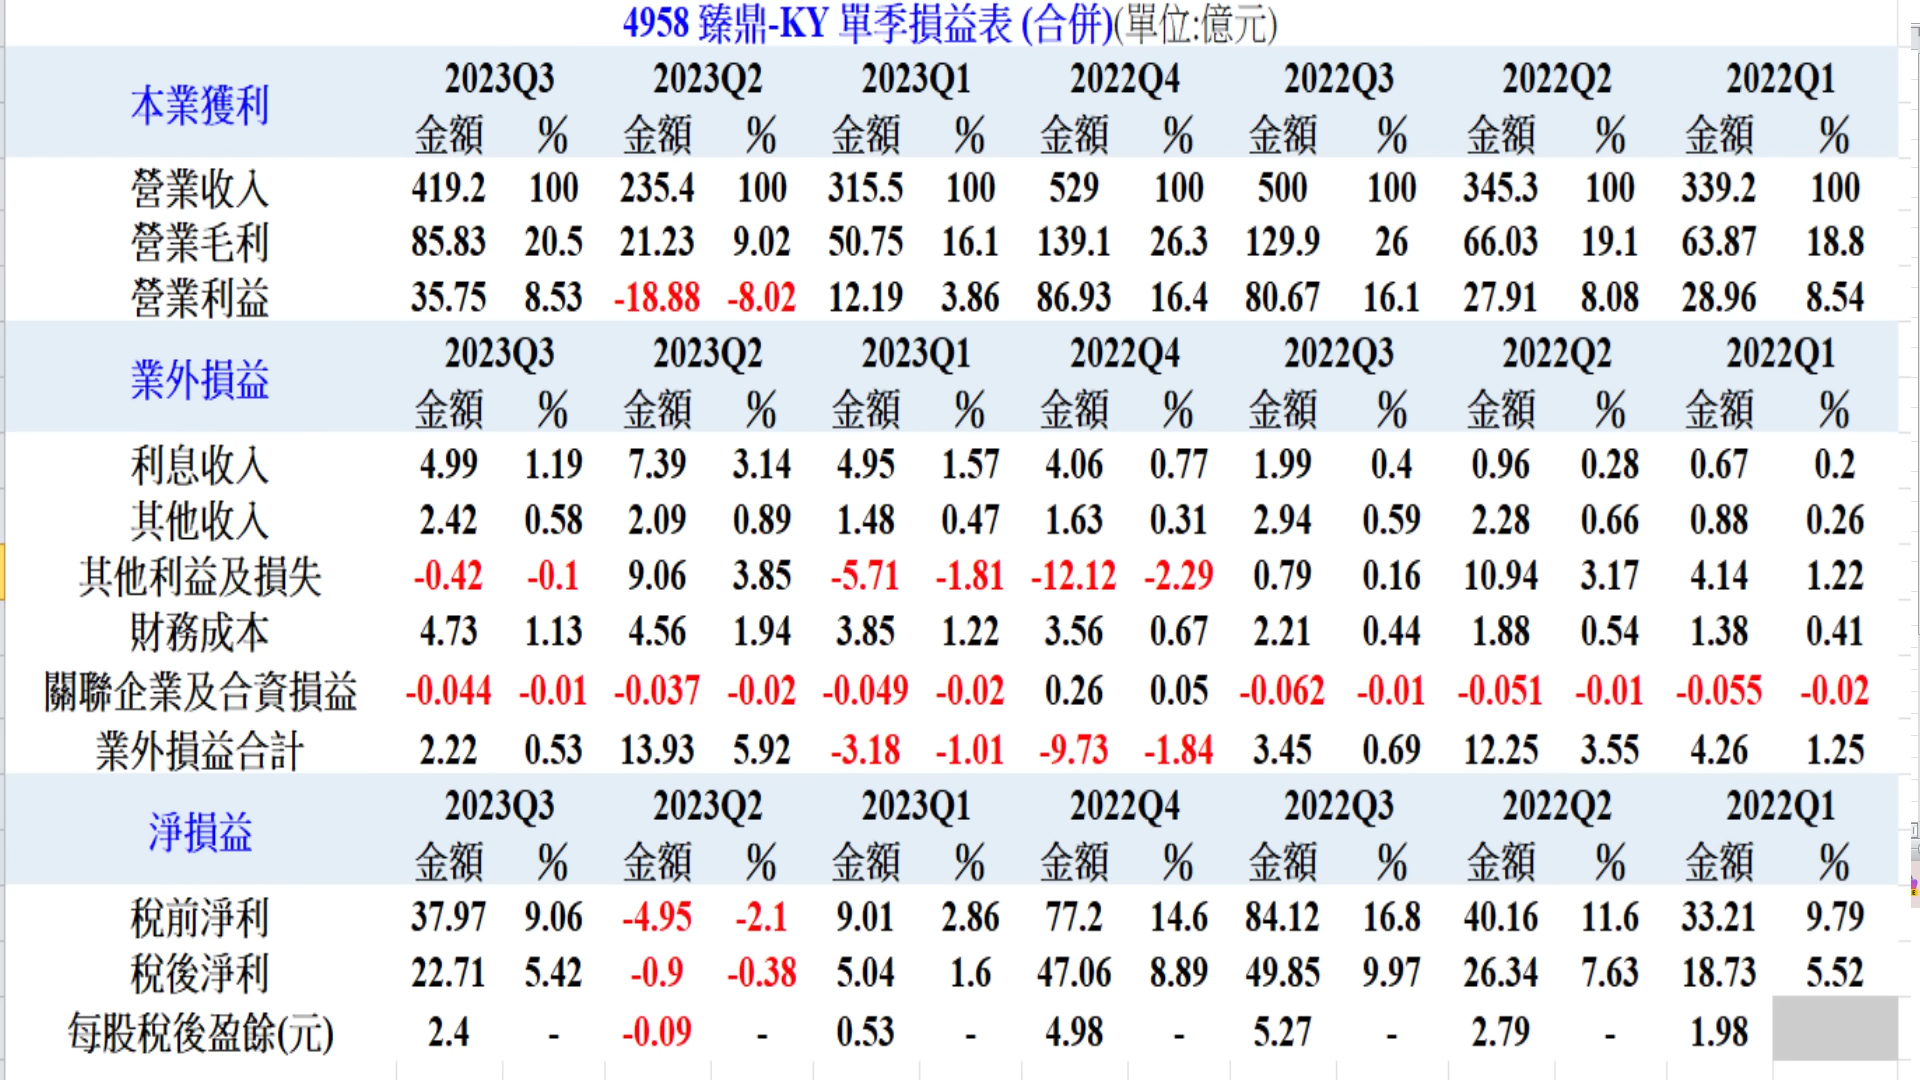 4958 臻鼎-KY 單季損益表 (合併)(單位:億元)
本業獲利 2023Q3 2023Q2 2023Q1 2022Q4 2022Q3 2022Q2 2022Q1
金額 % 金額 % 金額 % 金額 % 金額 % 金額 % 金額 %
營業收入 419.2 100 235.4 100 315.5 100 529 100 500 100 345.3 100 339.2 100
營業毛利 85.83 20.5 21.23 9.02 50.75 16.1 139.1 26.3 129.9 26 66.03 19.1 63.87 18.8
營業利益 35.75 8.53 -18.88 -8.02 12.19 3.86 86.93 16.4 80.67 16.1 27.91 8.08 28.96 8.54
業外損益 2023Q3 2023Q2 2023Q1 2022Q4 2022Q3 2022Q2 2022Q1
金額 % 金額 % 金額 % 金額 % 金額 % 金額 % 金額 %
利息收入 4.99 1.19 7.39 3.14 4.95 1.57 4.06 0.77 1.99 0.4 0.96 0.28 0.67 0.2
其他收入 2.42 0.58 2.09 0.89 1.48 0.47 1.63 0.31 2.94 0.59 2.28 0.66 0.88 0.26
其他利益及損失 -0.42 -0.1 9.06 3.85 -5.71 -1.81 -12.12 -2.29 0.79 0.16 10.94 3.17 4.14 1.22
財務成本 4.73 1.13 4.56 1.94 3.85 1.22 3.56 0.67 2.21 0.44 1.88 0.54 1.38 0.41
關聯企業及合資損益 -0.044 -0.01 -0.037 -0.02 -0.049 -0.02 0.26 0.05 -0.062 -0.01 -0.051 -0.01 -0.055 -0.02
業外損益合計 2.22 0.53 13.93 5.92 -3.18 -1.01 -9.73 -1.84 3.45 0.69 12.25 3.55 4.26 1.25
淨損益 2023Q3 2023Q2 2023Q1 2022Q4 2022Q3 2022Q2 2022Q1
金額 % 金額 % 金額 % 金額 % 金額 % 金額 % 金額 %
稅前淨利 37.97 9.06 -4.95 -2.1 9.01 2.86 77.2 14.6 84.12 16.8 40.16 11.6 33.21 9.79
稅後淨利 22.71 5.42 -0.9 -0.38 5.04 1.6 47.06 8.89 49.85 9.97 26.34 7.63 18.73 5.52
每股稅後盈餘(元) 2.4 - -0.09 - 0.53 - 4.98 - 5.27 - 2.79 - 1.98